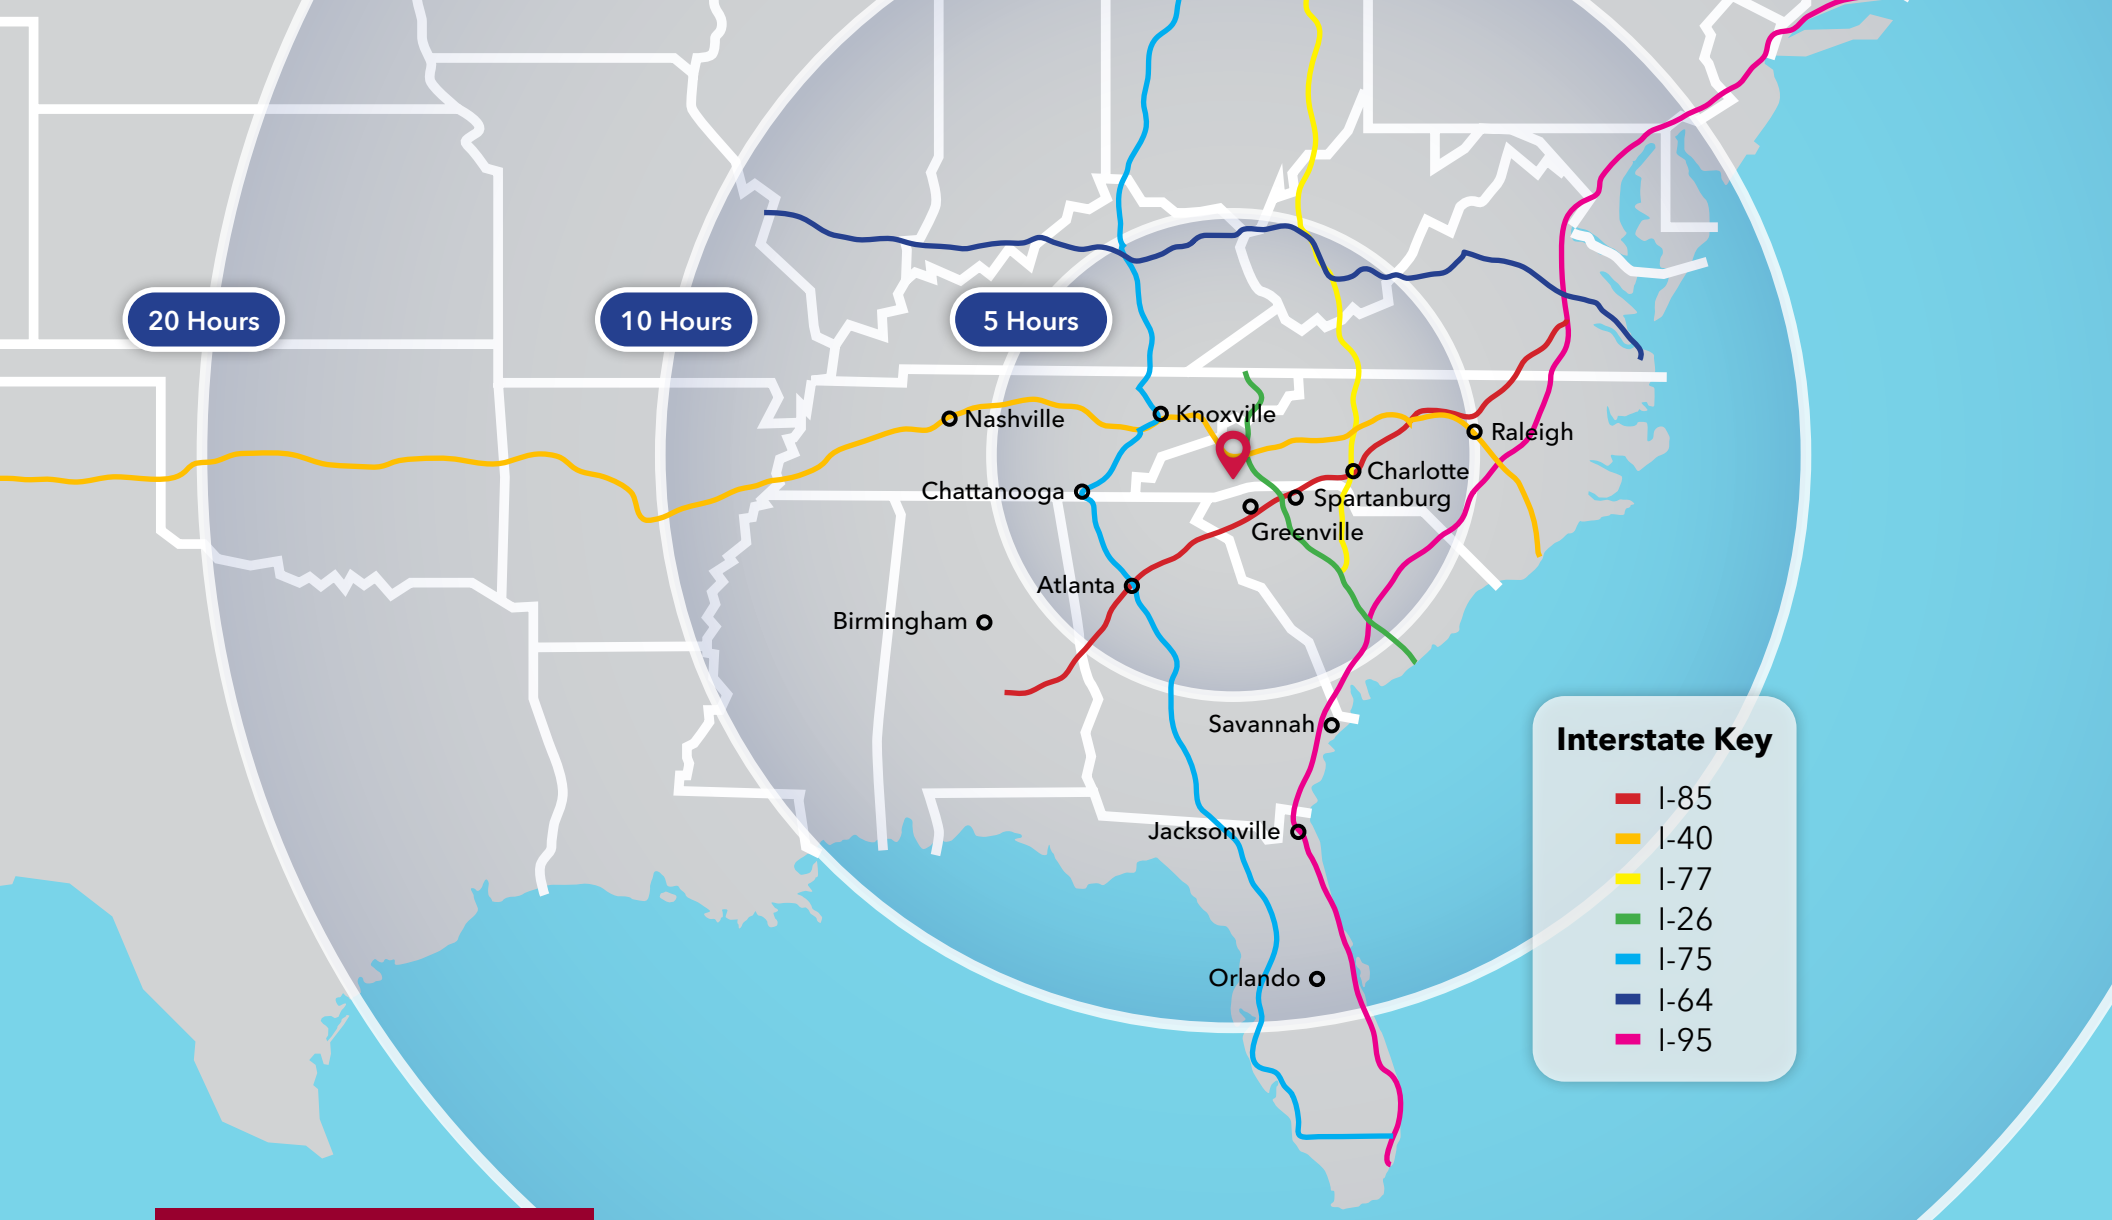 20 Hours
10 Hours
5 Hours
Nashville
Knoxville
Raleigh
Charlotte
Chattanooga
Spartanburg
Greenville
Atlanta
Birmingham
Savannah
Jacksonville
Orlando
Interstate Key
I-85
I-40
I-77
I-26
I-75
I-64
I-95